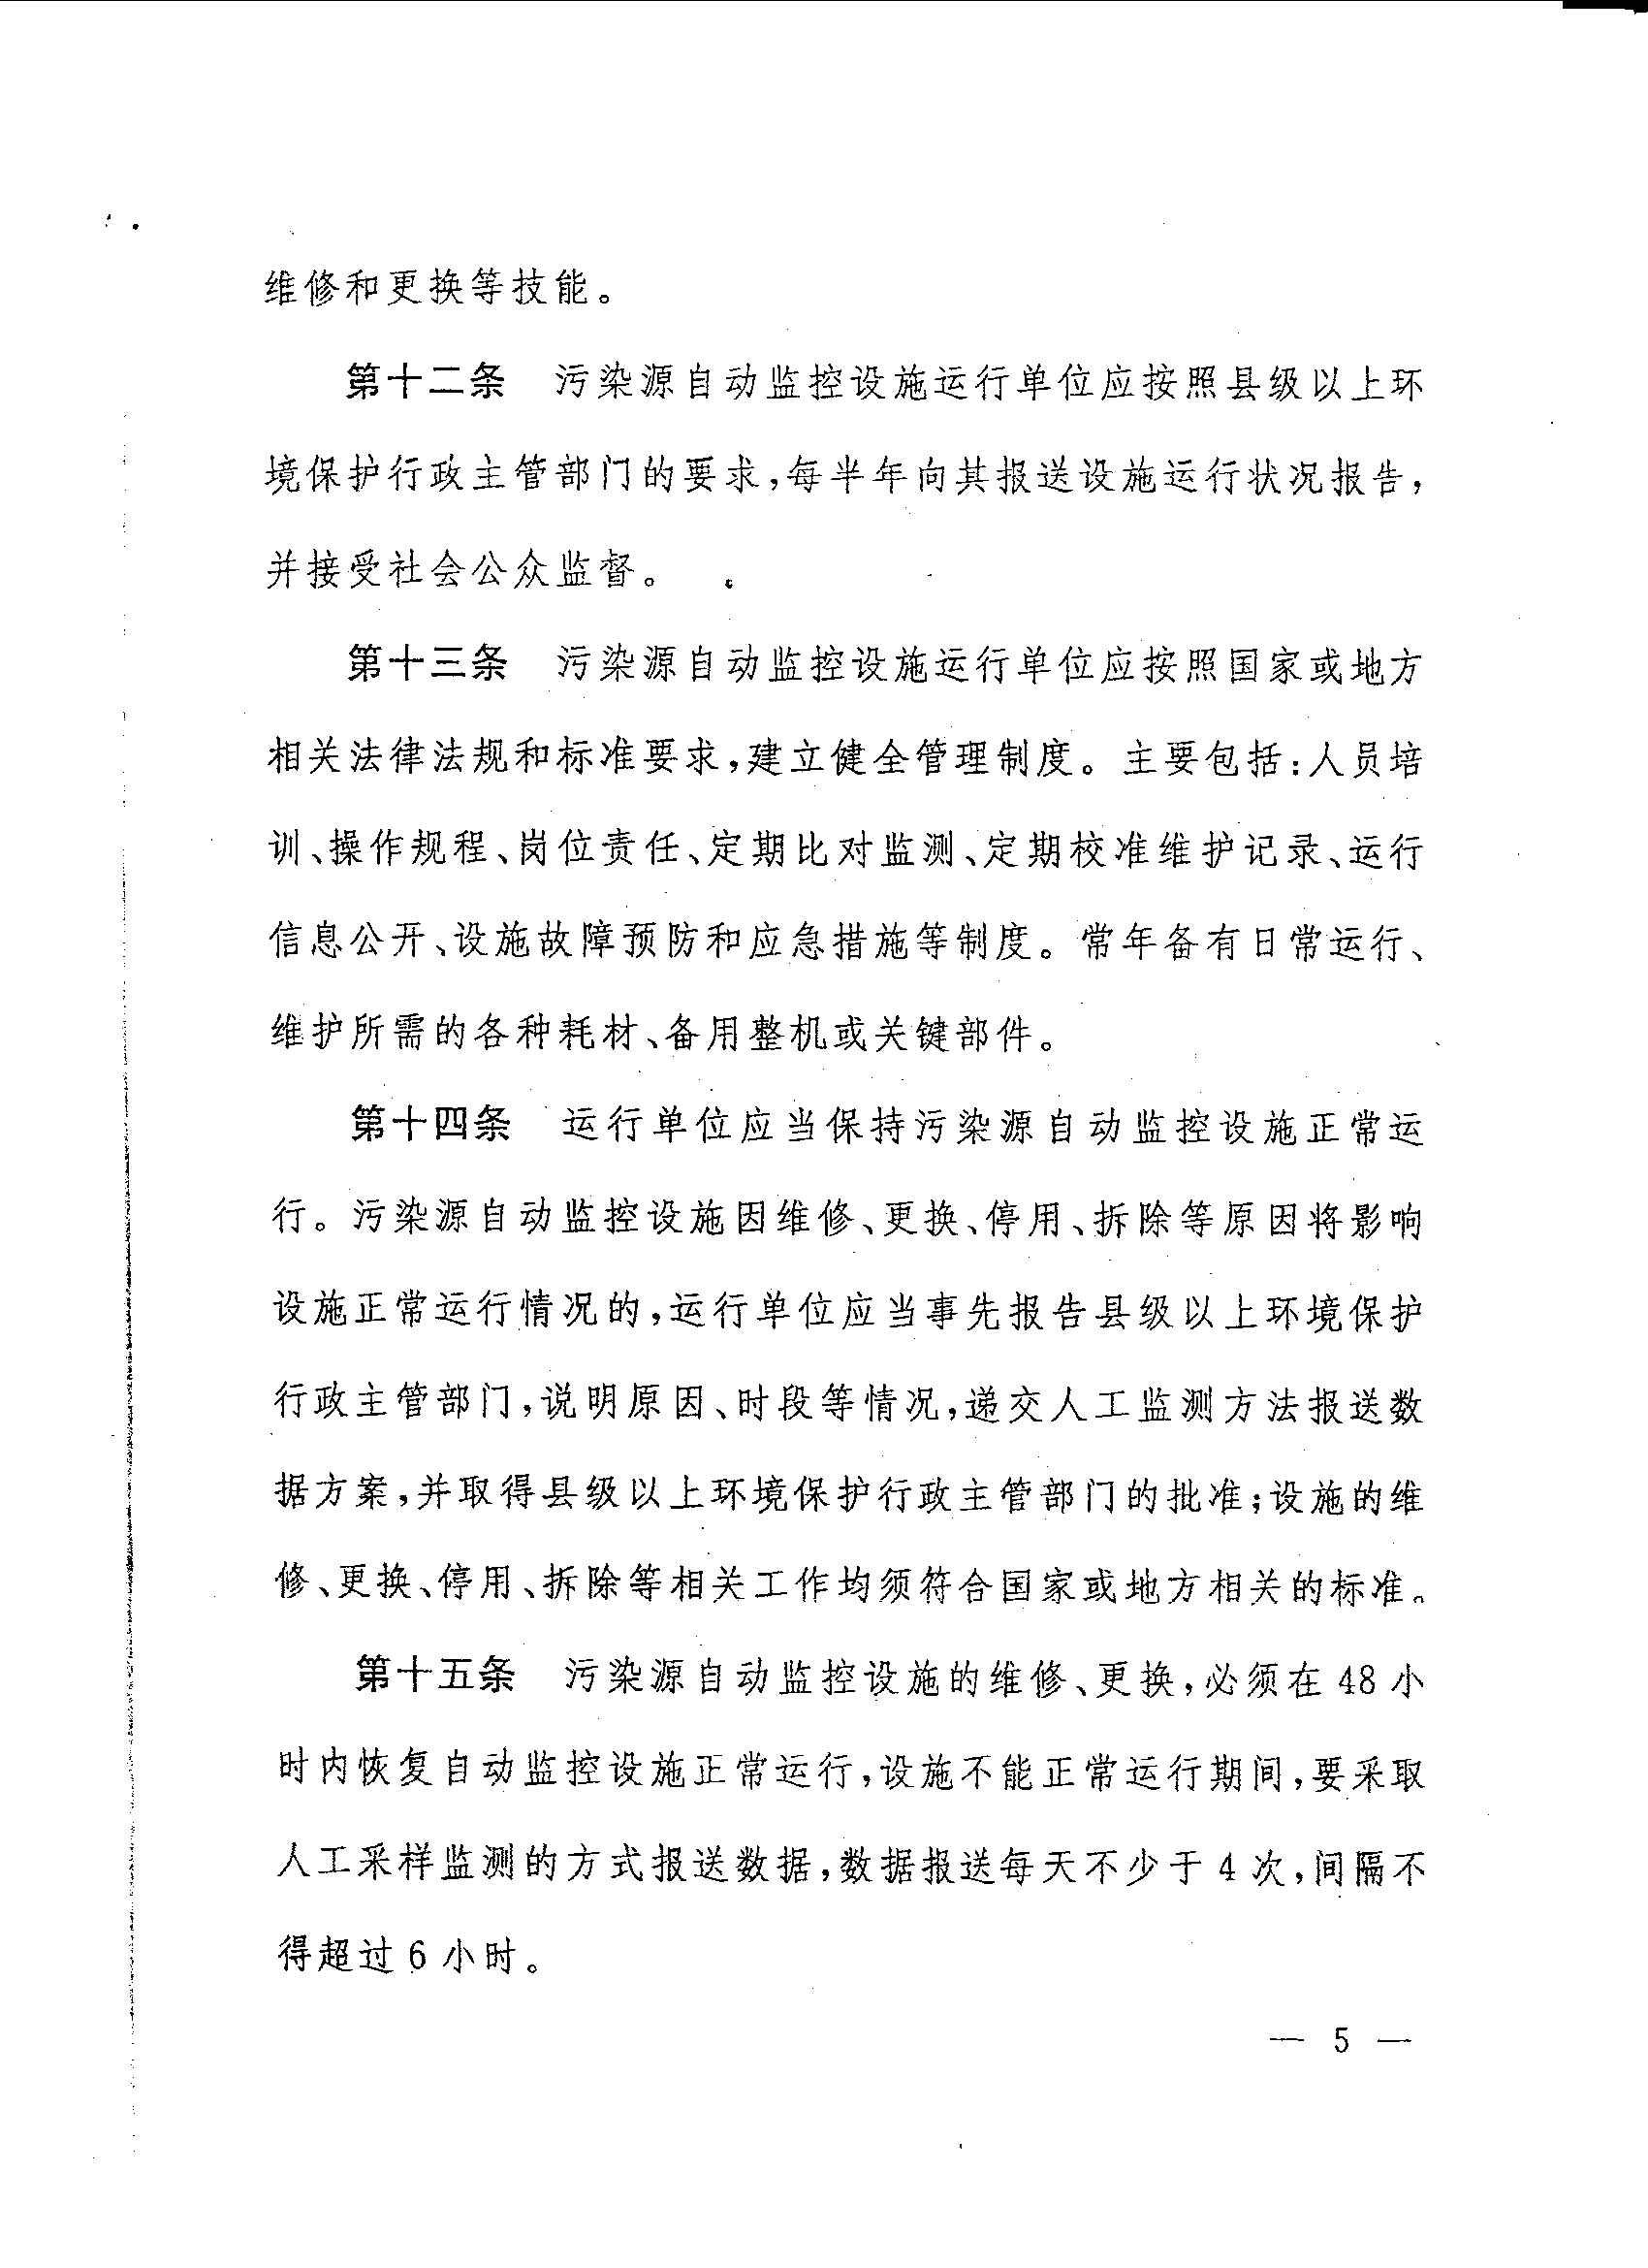 维修和更换等技能。
第十二条　污染源自动监控设施运行单位应按照县级以上环
境保护行政主管部门的要求,每半年向其报送设施运行状况报告,
并接受社会公众监督。
第十三条　污染源自动监控设施运行单位应按照国家或地方
相关法律法规和标准要求,建立健全管理制度。主要包括:人员培
训、操作规程、岗位责任、定期比对监测、定期校准维护记录、运行
信息公开、设施故障预防和应急措施等制度。常年备有日常运行、
维护所需的各种耗材、备用整机或关键部件。
第十四条　运行单位应当保持污染源自动监控设施正常运
行。污染源自动监控设施因维修、更换、停用、拆除等原因将影响
设施正常运行情况的,运行单位应当事先报告县级以上环境保护
行政主管部门,说明原因、时段等情况,递交人工监测方法报送数
据方案,并取得县级以上环境保护行政主管部门的批准;设施的维
修、更换、停用、拆除等相关工作均须符合国家或地方相关的标准。
第十五条　污染源自动监控设施的维修、更换,必须在 48 小
时内恢复自动监控设施正常运行,设施不能正常运行期间,要采取
人工采样监测的方式报送数据,数据报送每天不少于 4 次,间隔不
得超过 6 小时。
— 5 —